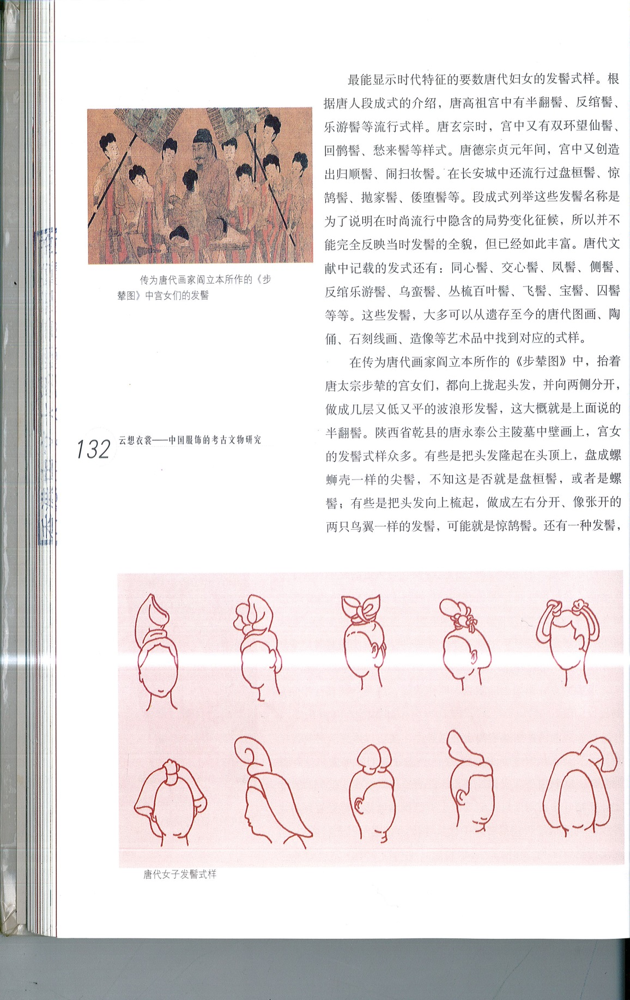 最能显示时代特征的要数唐代妇女的发髻式样。根
据唐人段成式的介绍，唐高祖宫中有半翻髻、反绾髻、
乐游髻等流行式样。唐玄宗时，宫中又有双环望仙髻、
回鹘髻、愁来髻等样式。唐德宗贞元年间，宫中又创造
出归顺髻、闹扫妆髻。在长安城中还流行过盘桓髻、惊
鹄髻、抛家髻、倭堕髻等。段成式列举这些发髻名称是
为了说明在时尚流行中隐含的局势变化征候，所以并不
能完全反映当时发髻的全貌，但已经如此丰富。唐代文
献中记载的发式还有：同心髻、交心髻、凤髻、侧髻、
反绾乐游髻、乌蛮髻、丛梳百叶髻、飞髻、宝髻、囚髻
等等。这些发髻，大多可以从遗存至今的唐代图画、陶
俑、石刻线画、造像等艺术品中找到对应的式样。
在传为唐代画家阎立本所作的《步辇图》中，抬着
唐太宗步辇的宫女们，都向上拢起头发，并向两侧分开，
做成几层又低又平的波浪形发髻，这大概就是上面说的
半翻髻。陕西省乾县的唐永泰公主陵墓中壁画上，宫女
的发髻式样众多。有些是把头发隆起在头顶上，盘成螺
蛳壳一样的尖髻，不知这是否就是盘桓髻，或者是螺
髻；有些是把头发向上梳起，做成左右分开、像张开的
两只鸟翼一样的发髻，可能就是惊鹄髻。还有一种发髻，
传为唐代画家阎立本所作的《步
辇图》中宫女们的发髻
132 云想衣裳——中国服饰的考古文物研究
唐代女子发髻式样